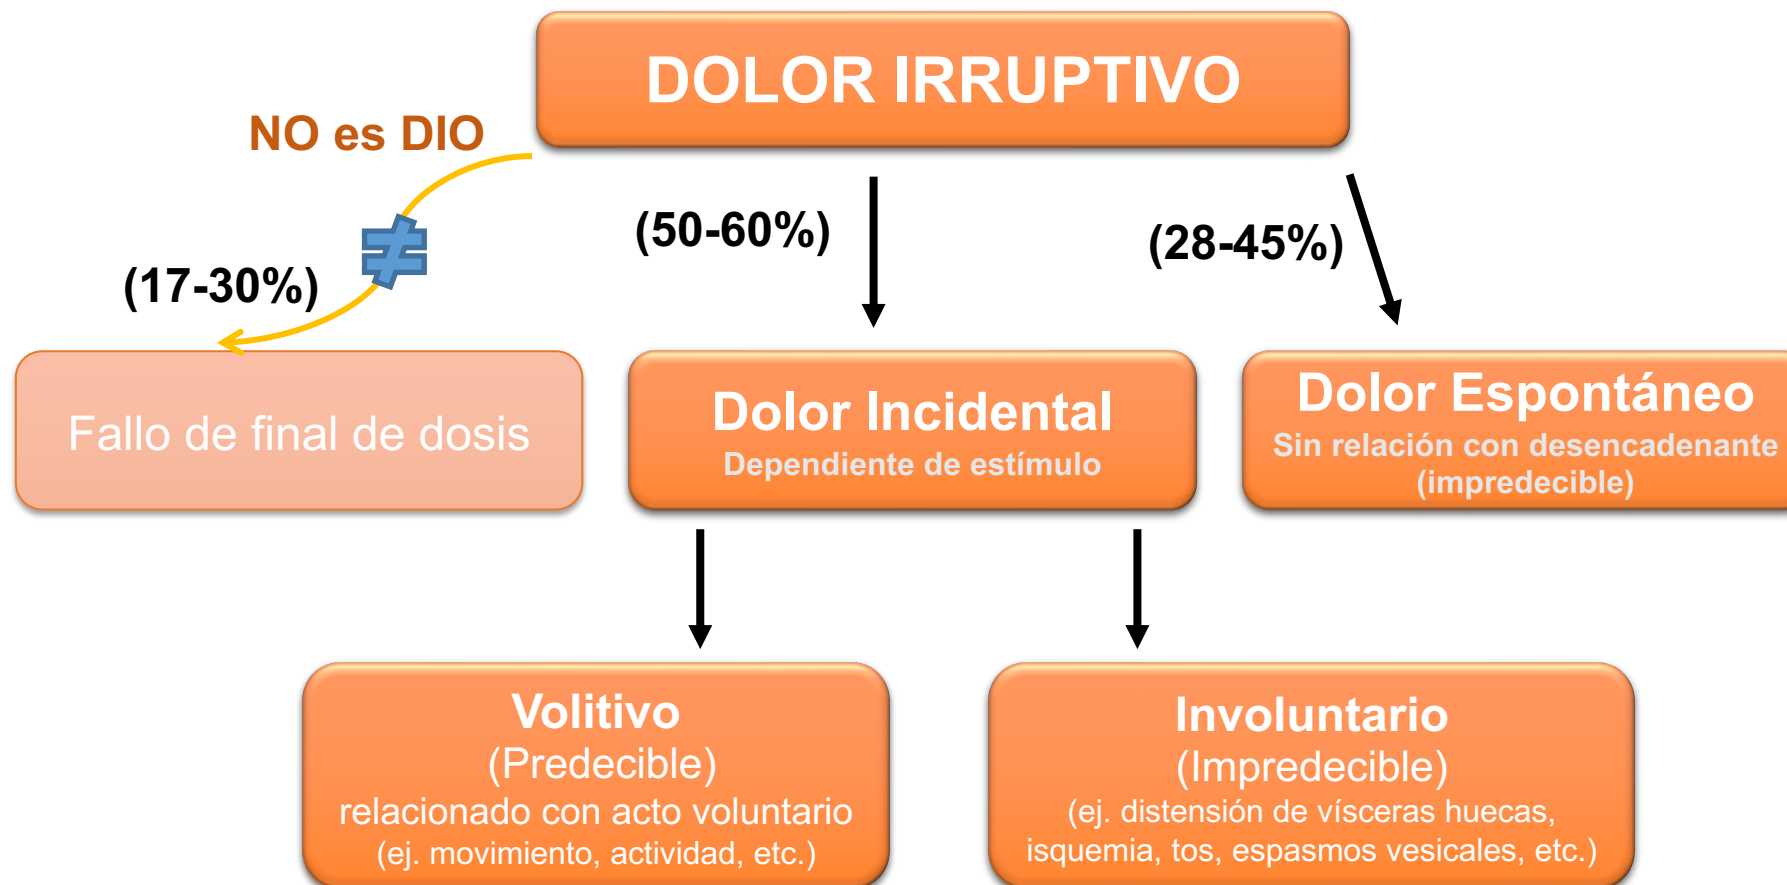 DOLOR IRRUPTIVO
NO es DIO
(17-30%)
(50-60%)
(28-45%)
≠
Fallo de final de dosis
Dolor Incidental
Dependiente de estímulo
Dolor Espontáneo
Sin relación con desencadenante
(impredecible)
Volitivo
(Predecible)
relacionado con acto voluntario
(ej. movimiento, actividad, etc.)
Involuntario
(Impredecible)
(ej. distensión de vísceras huecas,
isquemia, tos, espasmos vesicales, etc.)